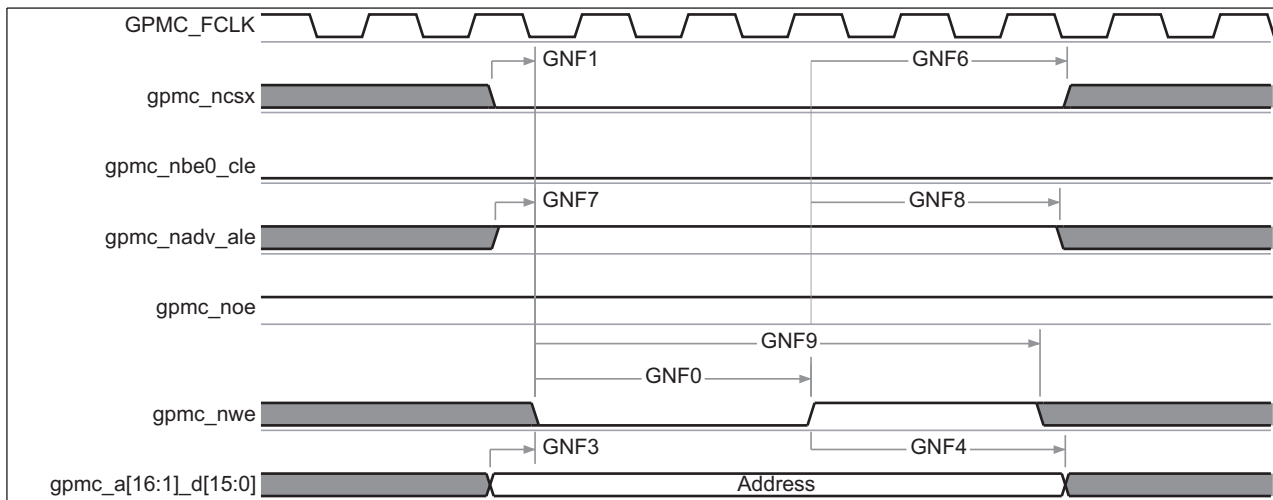 GPMC_FCLK
GNF1 GNF6
gpmc_ncsx
gpmc_nbe0_cle
GNF7 GNF8
gpmc_nadv_ale
gpmc_noe
GNF9
GNF0
gpmc_nwe
GNF3 GNF4
gpmc_a[16:1]_d[15:0] Address